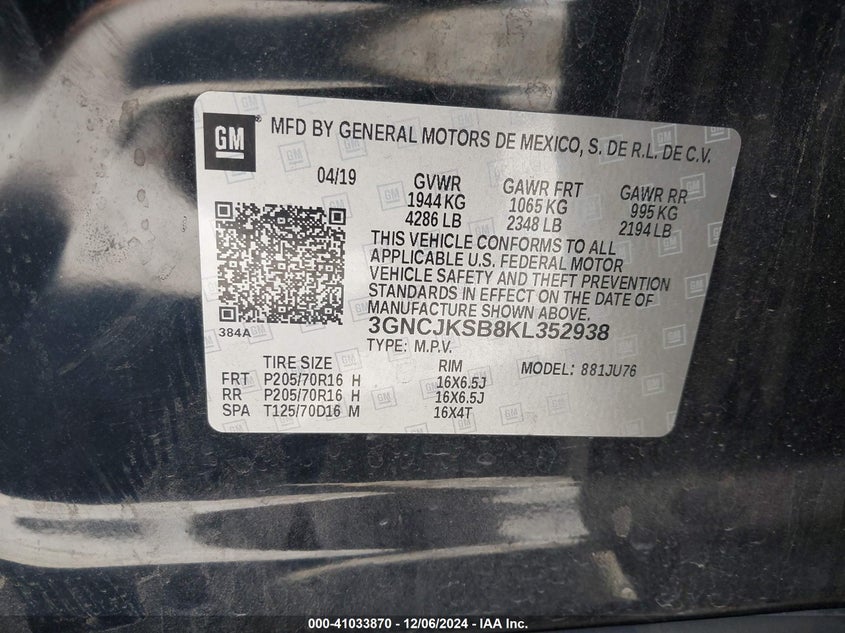 GM MFD BY GENERAL MOTORS DE MEXICO, S. DE R.L. DE C.V.
04/19 GVWR GAWR FRT GAWR RR
1944 KG 1065 KG 995 KG
4286 LB 2348 LB 2194 LB
THIS VEHICLE CONFORMS TO ALL
APPLICABLE U.S. FEDERAL MOTOR
VEHICLE SAFETY AND THEFT PREVENTION
STANDARDS IN EFFECT ON THE DATE OF
MANUFACTURE SHOWN ABOVE.
384A 3GNCJKSB8KL352938
TYPE: M.P.V.
TIRE SIZE RIM MODEL: 881JU76
FRT P205/70R16 H 16X6.5J
RR P205/70R16 H 16X6.5J
SPA T125/70D16 M 16X4T
000-41033870 - 12/06/2024 - IAA Inc.